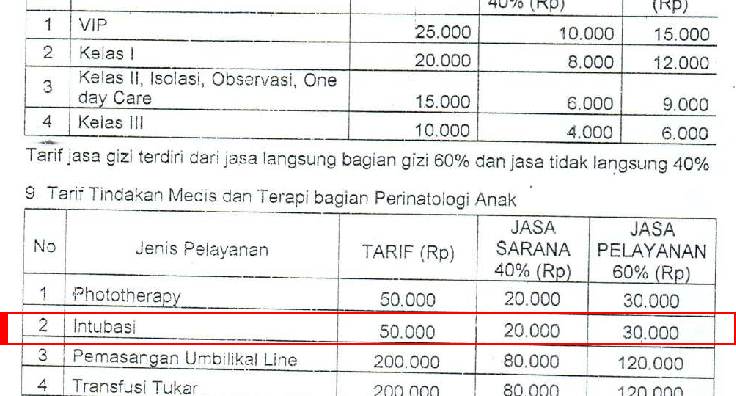 40% (Rp) (Rp)
1 VIP 25.000 10.000 15.000
2 Kelas I 20.000 8.000 12.000
3 Kelas II, Isolasi, Observasi, One
day Care 15.000 6.000 9.000
4 Kelas III 10.000 4.000 6.000
Tarif jasa gizi terdiri dari jasa langsung bagian gizi 60% dan jasa tidak langsung 40%
9 Tarif Tindakan Medis dan Terapi bagian Perinatologi Anak
No Jenis Pelayanan TARIF (Rp) JASA SARANA 40% (Rp) JASA PELAYANAN 60% (Rp)
1 Phototherapy 50.000 20.000 30.000
2 Intubasi 50.000 20.000 30.000
3 Pemasangan Umbilikal Line 200.000 80.000 120.000
4 Transfusi Tukar 200.000 80.000 120.000